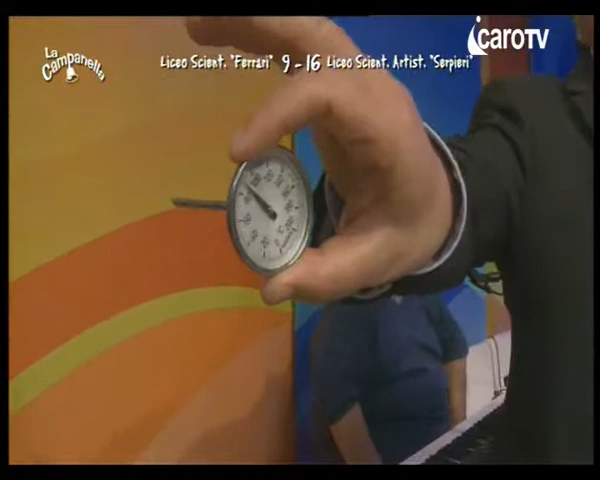 La
Campanella
Liceo Scient. "Ferrari" 9 - 16 Liceo Scient. Artist. "Serpieri"
icaroTV